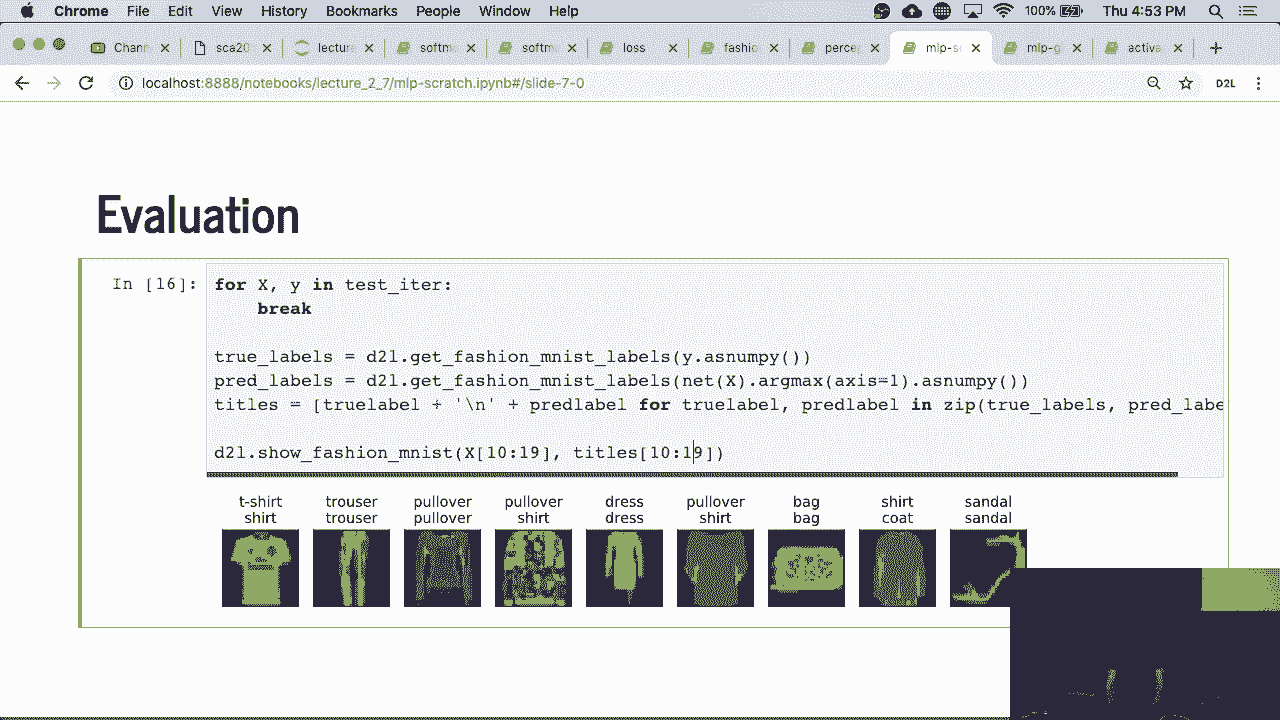 Chrome File Edit View History Bookmarks People Window Help 100% Thu 4:53 PM
Chann sca20 lectur softm softm loss fashio percep mlp-s mlp-g activa
localhost:8888/notebooks/lecture_2_7/mlp-scratch.ipynb#/slide-7-0 D2L
Evaluation
In [16]: for X, y in test_iter:
break
true_labels = d2l.get_fashion_mnist_labels(y.asnumpy())
pred_labels = d2l.get_fashion_mnist_labels(net(X).argmax(axis=1).asnumpy())
titles = [truelabel + '\n' + predlabel for truelabel, predlabel in zip(true_labels, pred_labe
d2l.show_fashion_mnist(X[10:19], titles[10:19])
t-shirt trouser pullover pullover dress pullover bag shirt sandal
shirt trouser pullover shirt dress shirt bag coat sandal